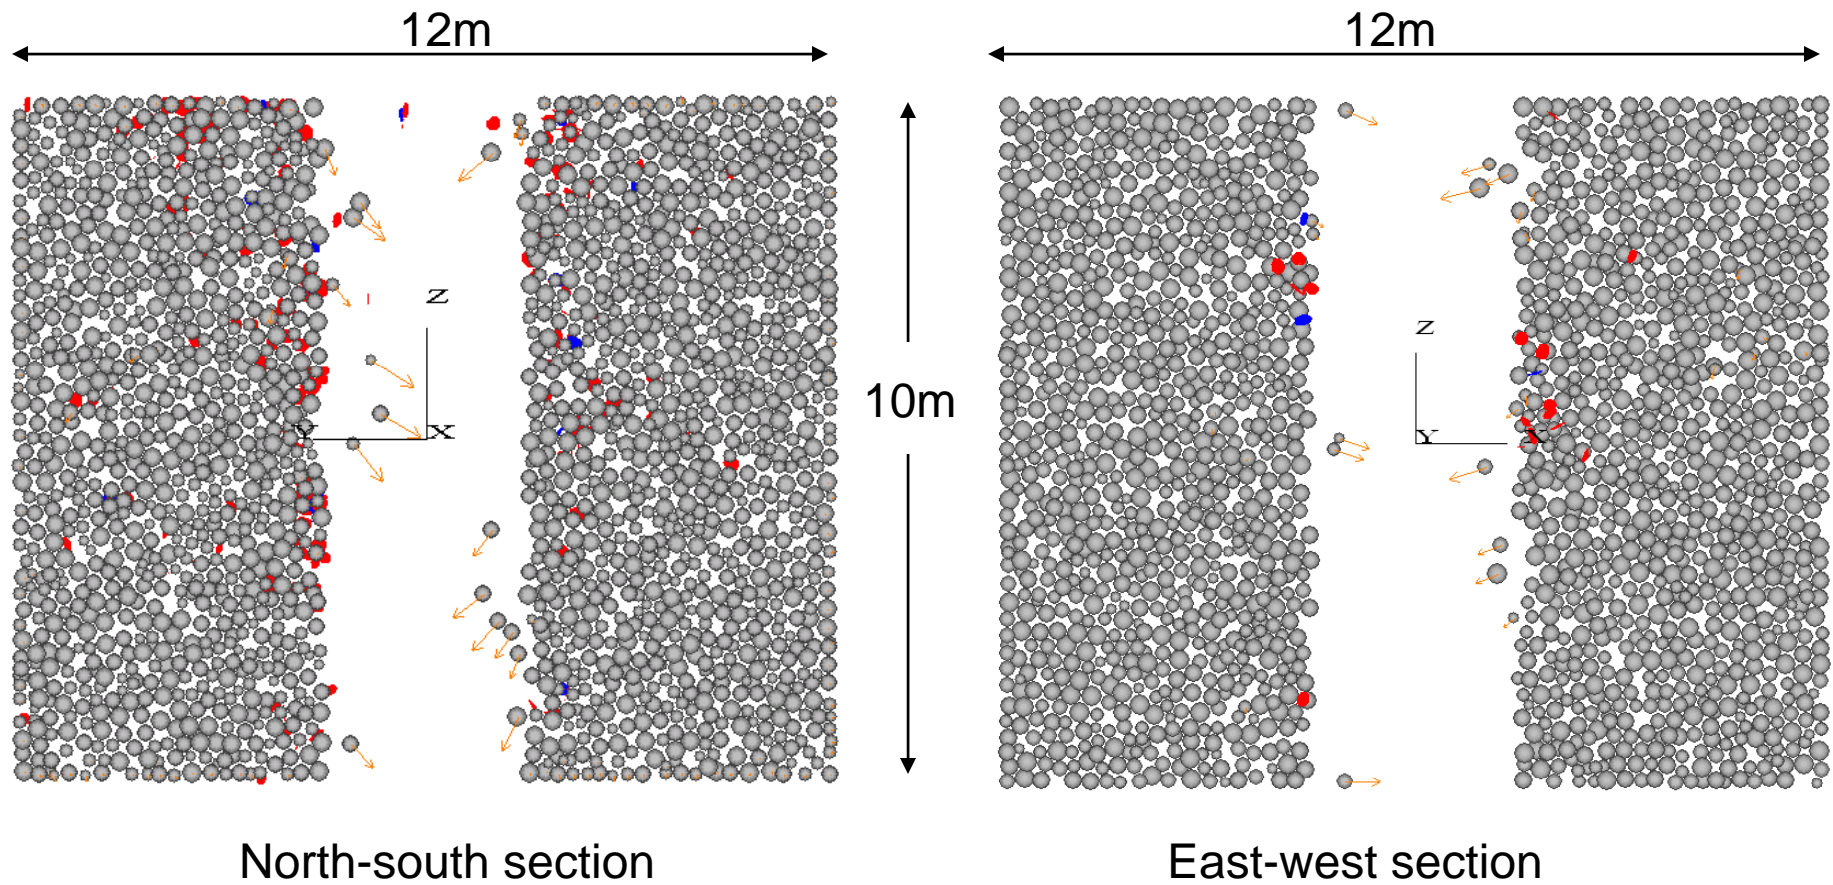 12m
12m
Z
Y
X
10m
Z
Y
X
North-south section
East-west section